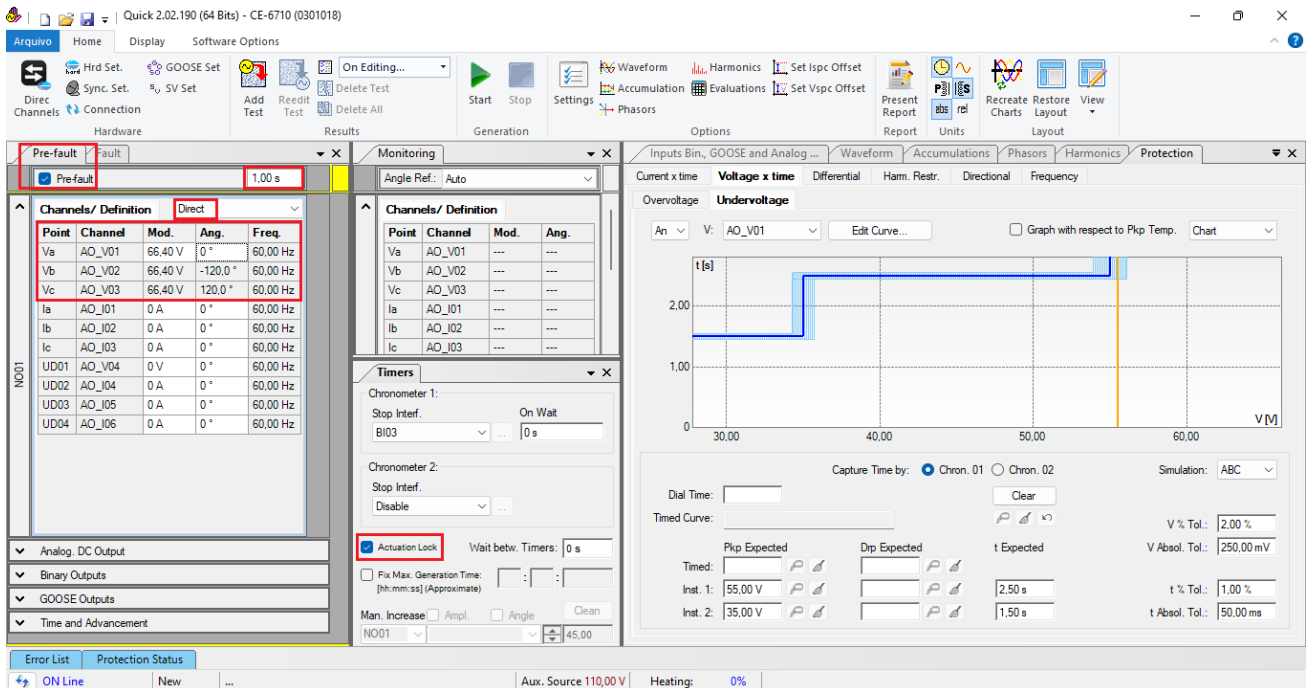 Quick 2.02.190 (64 Bits) - CE-6710 (0301018)
Arquivo Home Display Software Options
Direc Channels
Hrd Set. GOOSE Set
Sync. Set. SV Set
Connection
Hardware
Add Test
Reedit Test
On Editing...
Delete Test
Delete All
Results
Start Stop
Generation
Settings
Waveform Harmonics Set Ispc Offset
Accumulation Evaluations Set Vspc Offset
Phasors
Options
Present Report
Report
abs rel
Units
Recreate Charts
Restore Layout
View
Layout
Pre-fault Fault
Pre-fault 1,00 s
Channels/ Definition Direct
Point Channel Mod. Ang. Freq.
Va AO_V01 66,40 V 0 ° 60,00 Hz
Vb AO_V02 66,40 V -120,0 ° 60,00 Hz
Vc AO_V03 66,40 V 120,0 ° 60,00 Hz
Ia AO_I01 0 A 0 ° 60,00 Hz
Ib AO_I02 0 A 0 ° 60,00 Hz
Ic AO_I03 0 A 0 ° 60,00 Hz
UD01 AO_V04 0 V 0 ° 60,00 Hz
UD02 AO_I04 0 A 0 ° 60,00 Hz
UD03 AO_I05 0 A 0 ° 60,00 Hz
UD04 AO_I06 0 A 0 ° 60,00 Hz
NO01
Analog. DC Output
Binary Outputs
GOOSE Outputs
Time and Advancement
Monitoring
Angle Ref.: Auto
Channels/ Definition
Point Channel Mod. Ang.
Va AO_V01 --- ---
Vb AO_V02 --- ---
Vc AO_V03 --- ---
Ia AO_I01 --- ---
Ib AO_I02 --- ---
Ic AO_I03 --- ---
Timers
Chronometer 1:
Stop Interf. On Wait
BI03 ... 0 s
Chronometer 2:
Stop Interf.
Disable ...
Actuation Lock Wait betw. Timers: 0 s
Fix Max. Generation Time: : :
[hh:mm:ss] (Approximate)
Man. Increase Ampl. Angle Clean
NO01 45,00
Inputs Bin., GOOSE and Analog ... Waveform Accumulations Phasors Harmonics Protection
Current x time Voltage x time Differential Harm. Restr. Directional Frequency
Overvoltage Undervoltage
An V: AO_V01 Edit Curve... Graph with respect to Pkp Temp. Chart
t [s]
2,00
1,00
0
30,00 40,00 50,00 60,00
V [V]
Capture Time by: Chron. 01 Chron. 02 Simulation: ABC
Dial Time: Clear
Timed Curve:
V % Tol.: 2,00 %
Pkp Expected Drp Expected t Expected V Absol. Tol.: 250,00 mV
Timed:
Inst. 1: 55,00 V 2,50 s t % Tol.: 1,00 %
Inst. 2: 35,00 V 1,50 s t Absol. Tol.: 50,00 ms
Error List Protection Status
ON Line New ... Aux. Source 110,00 V Heating: 0%